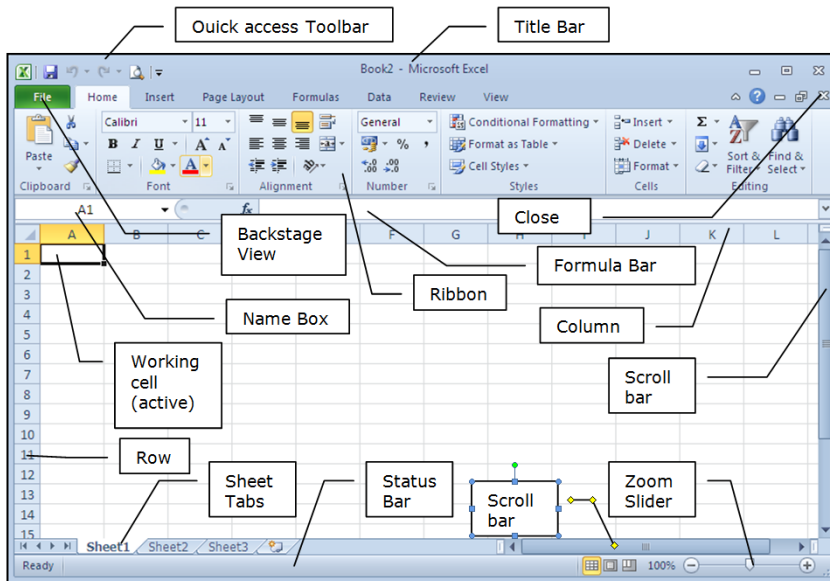 Quick access Toolbar
Title Bar
Book2 - Microsoft Excel
File Home Insert Page Layout Formulas Data Review View
Calibri 11 General Conditional Formatting Insert Σ
B I U A A % , Format as Table Delete
Paste A .00 .00 Cell Styles Format Sort & Filter Find & Select
Clipboard Font Alignment Number Styles Cells Editing
A1 fx
Close
Backstage View
Formula Bar
A B C F G H I J K L
Ribbon
Name Box
Column
Working cell (active)
Scroll bar
Row
Sheet Tabs
Status Bar
Scroll bar
Zoom Slider
1
2
3
4
5
6
7
8
9
10
11
12
13
14
15
Sheet1 Sheet2 Sheet3
Ready 100%